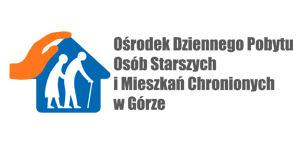 Ośrodek Dziennego Pobytu
Osób Starszych
i Mieszkań Chronionych
w Górze